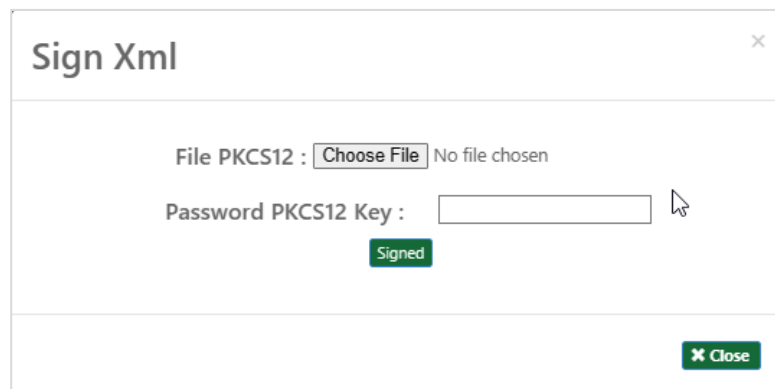 Sign Xml
×
File PKCS12 : Choose File No file chosen
Password PKCS12 Key :
Signed
✖ Close